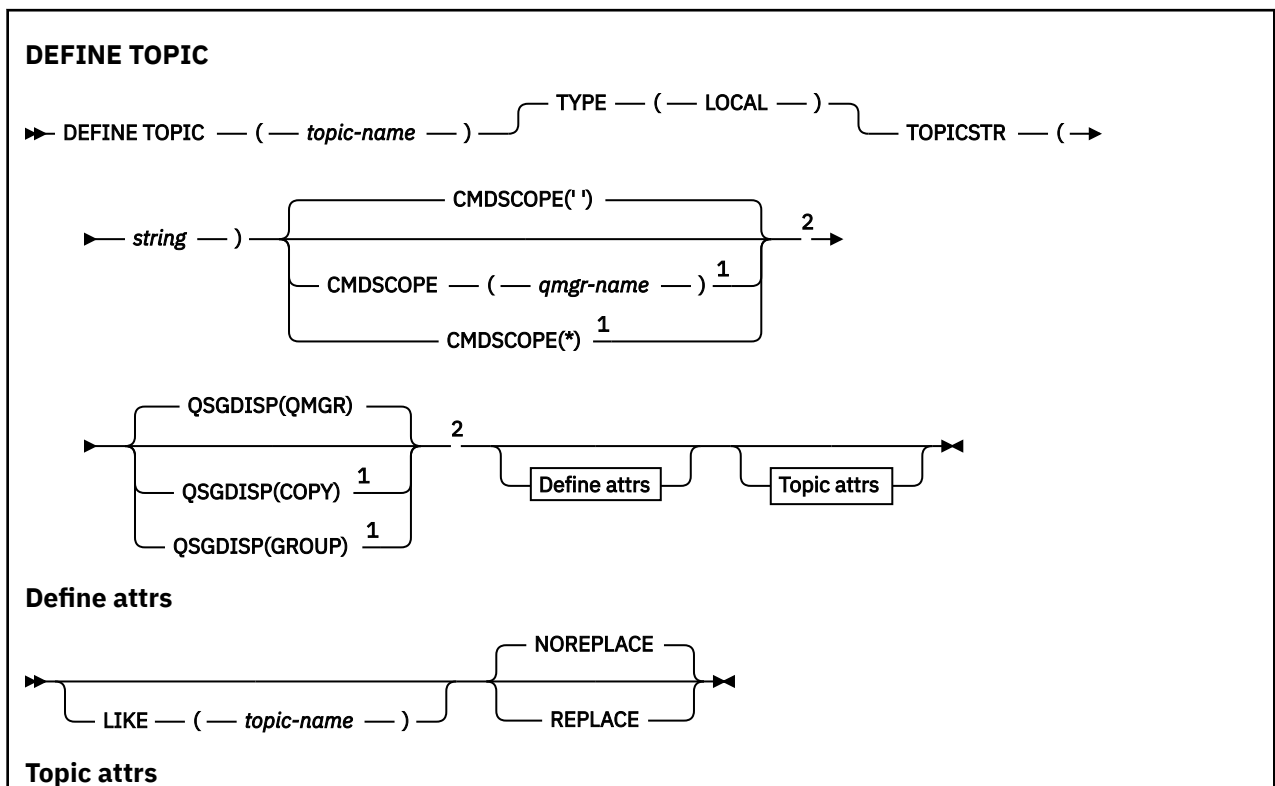 DEFINE TOPIC
DEFINE TOPIC ( topic-name ) TYPE ( LOCAL ) TOPICSTR (
string ) CMDSCOPE(' ') 2
CMDSCOPE ( qmgr-name ) 1
CMDSCOPE(*) 1
QSGDISP(QMGR) 2
QSGDISP(COPY) 1
QSGDISP(GROUP) 1
Define attrs
Topic attrs
Define attrs
LIKE ( topic-name )
NOREPLACE
REPLACE
Topic attrs